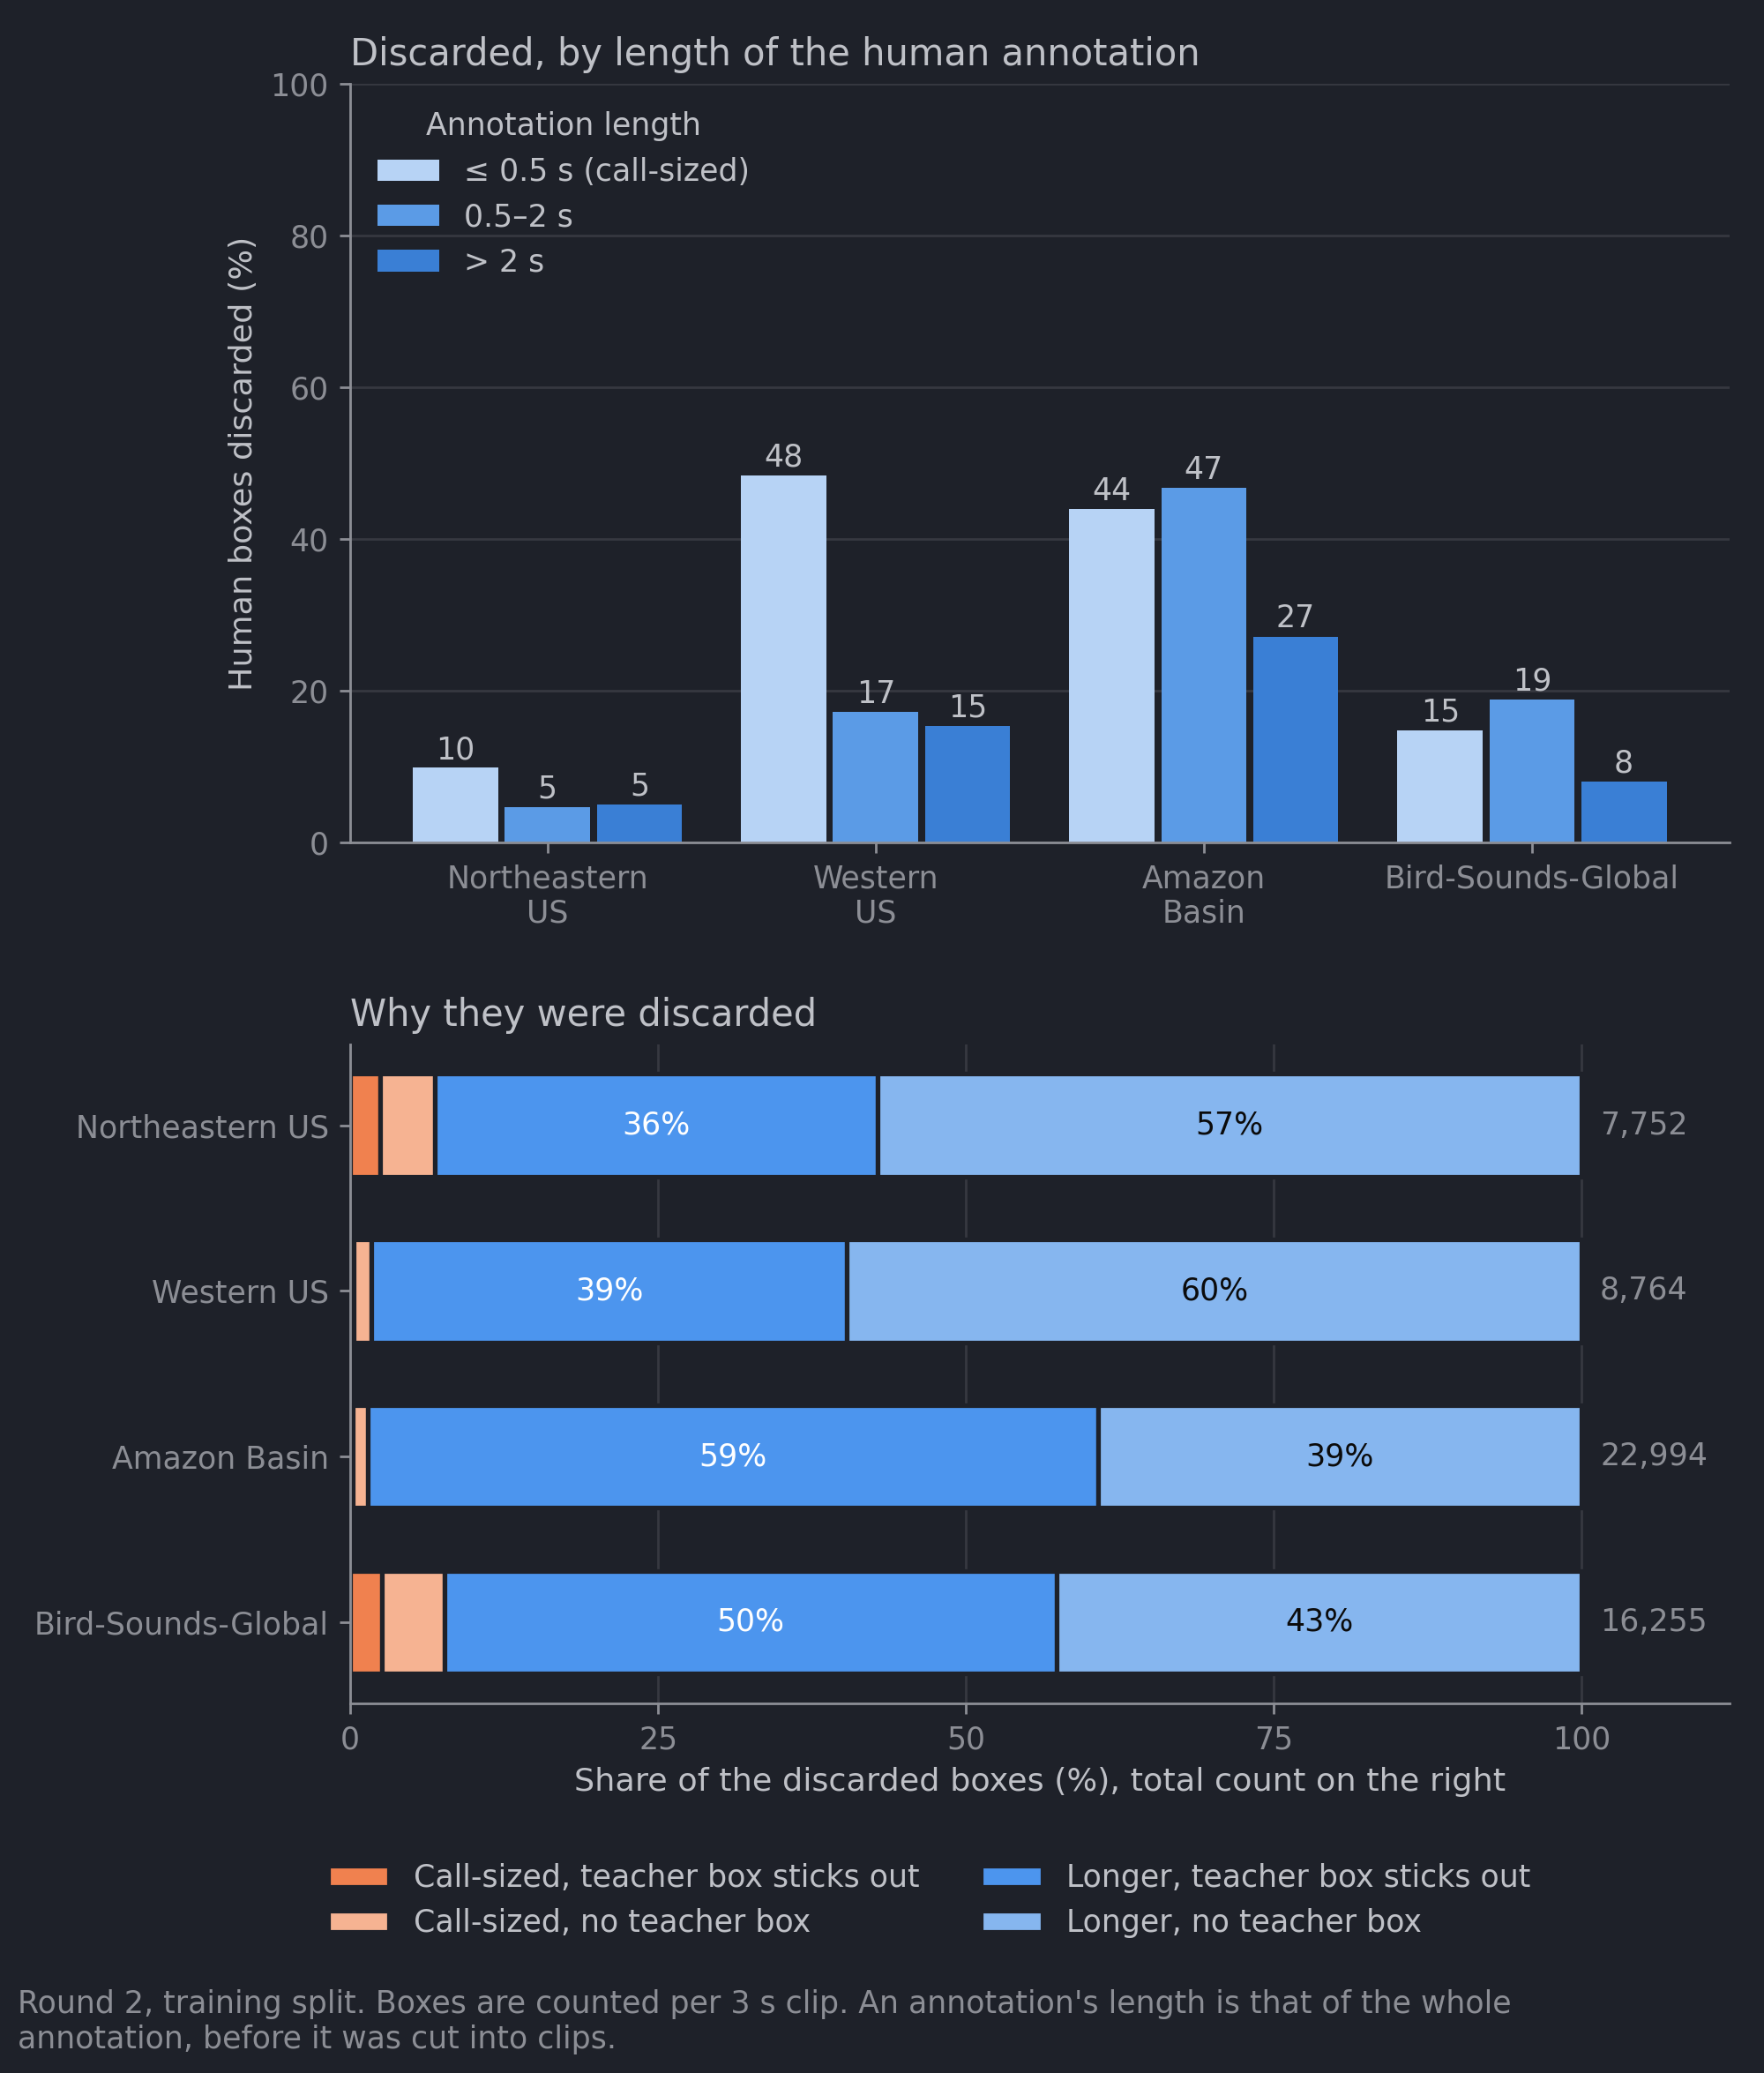 Discarded, by length of the human annotation
Human boxes discarded (%)
100
80
60
40
20
0
Annotation length
≤ 0.5 s (call-sized)
0.5–2 s
> 2 s
10
5
5
48
17
15
44
47
27
15
19
8
Northeastern
US
Western
US
Amazon
Basin
Bird-Sounds-Global
Why they were discarded
Northeastern US
36%
57%
7,752
Western US
39%
60%
8,764
Amazon Basin
59%
39%
22,994
Bird-Sounds-Global
50%
43%
16,255
0
25
50
75
100
Share of the discarded boxes (%), total count on the right
Call-sized, teacher box sticks out
Call-sized, no teacher box
Longer, teacher box sticks out
Longer, no teacher box
Round 2, training split. Boxes are counted per 3 s clip. An annotation's length is that of the whole
annotation, before it was cut into clips.